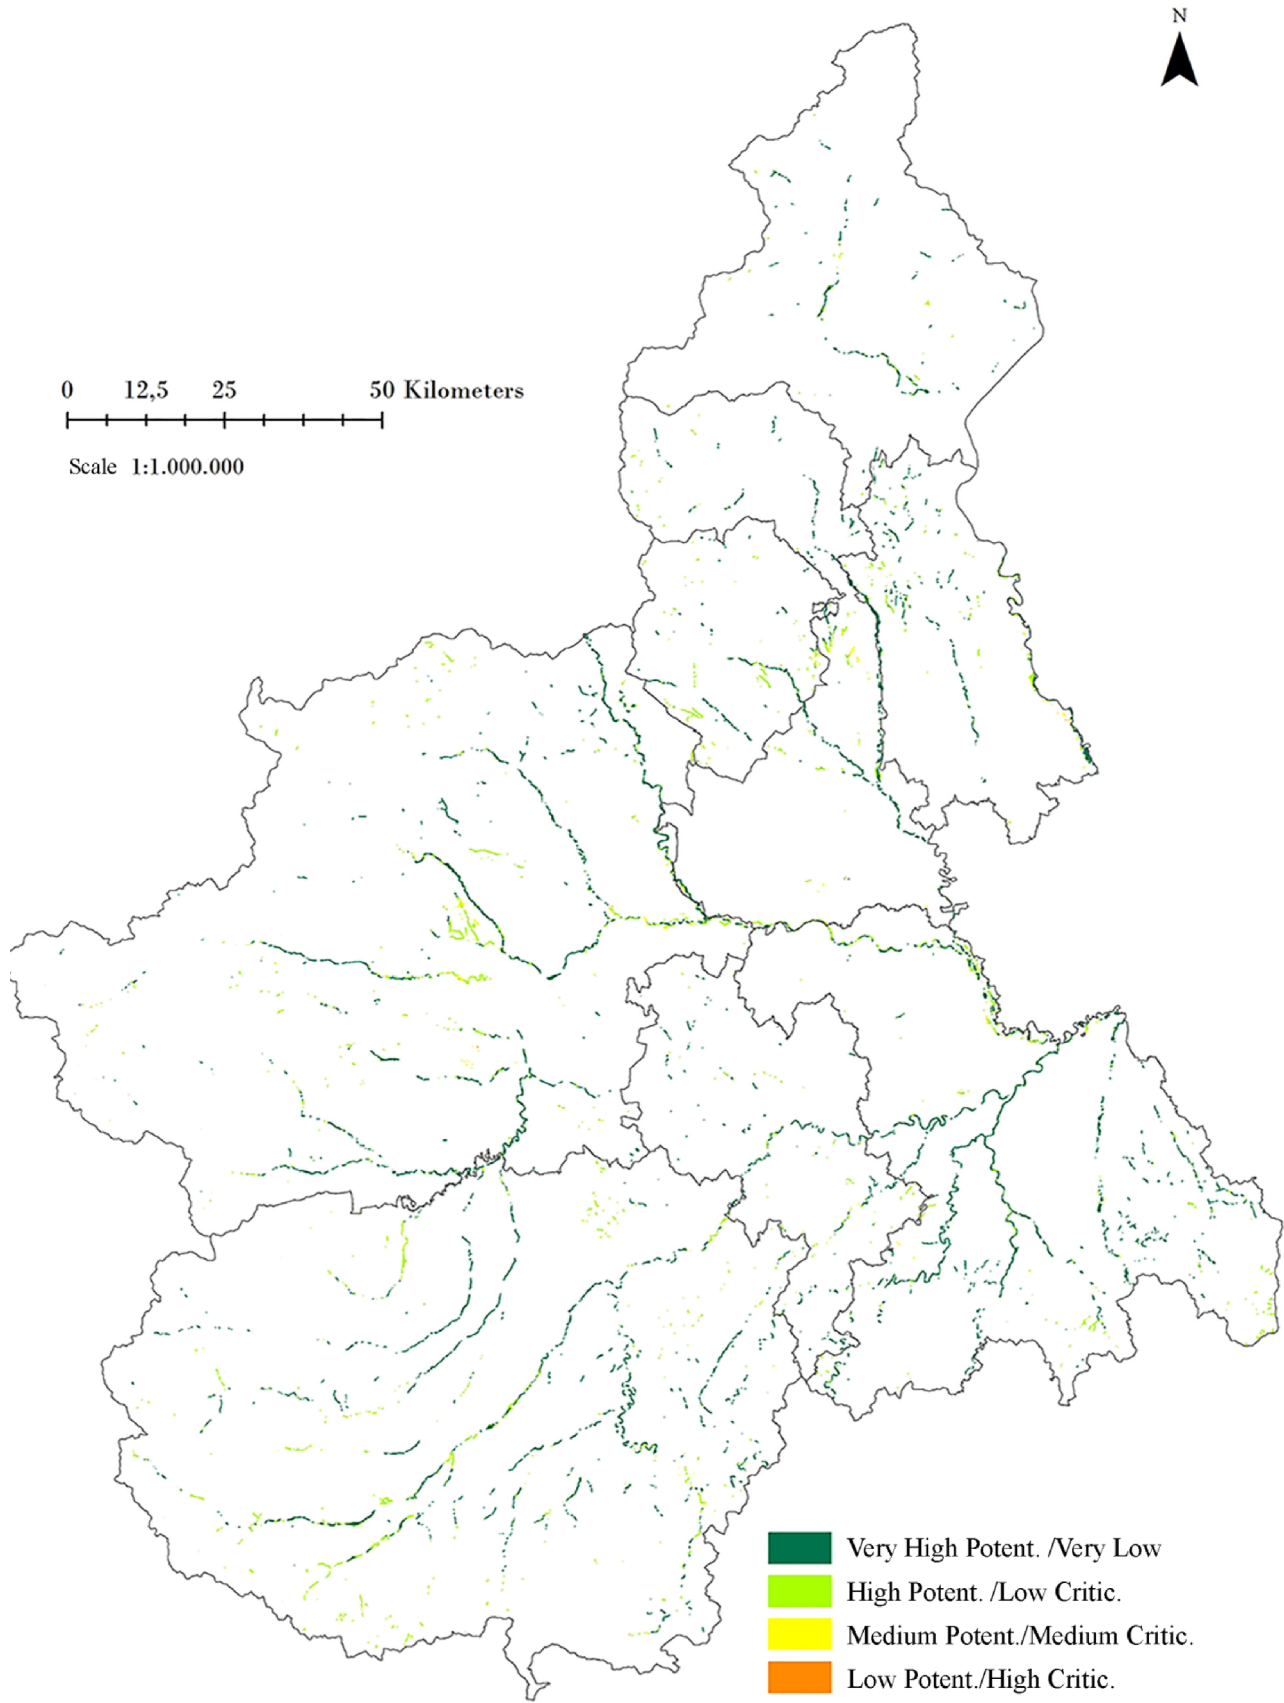 N
0 12,5 25 50 Kilometers
Scale 1:1.000.000
Very High Potent. /Very Low
High Potent. /Low Critic.
Medium Potent./Medium Critic.
Low Potent./High Critic.